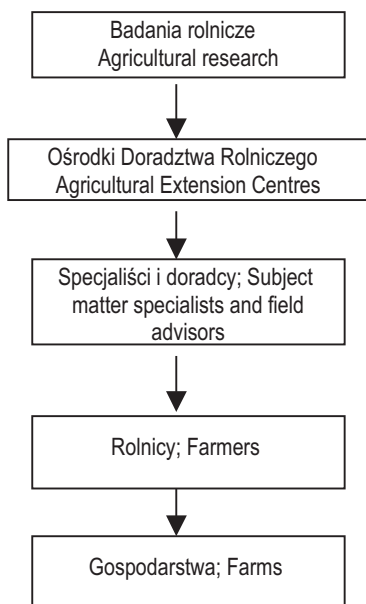 Badania rolnicze
Agricultural research
Ośrodki Doradztwa Rolniczego
Agricultural Extension Centres
Specjaliści i doradcy; Subject
matter specialists and field
advisors
Rolnicy; Farmers
Gospodarstwa; Farms